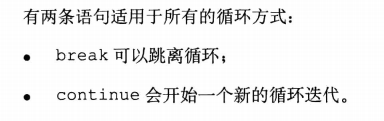 有两条语句适用于所有的循环方式：
● break 可以跳离循环；
● continue 会开始一个新的循环迭代。